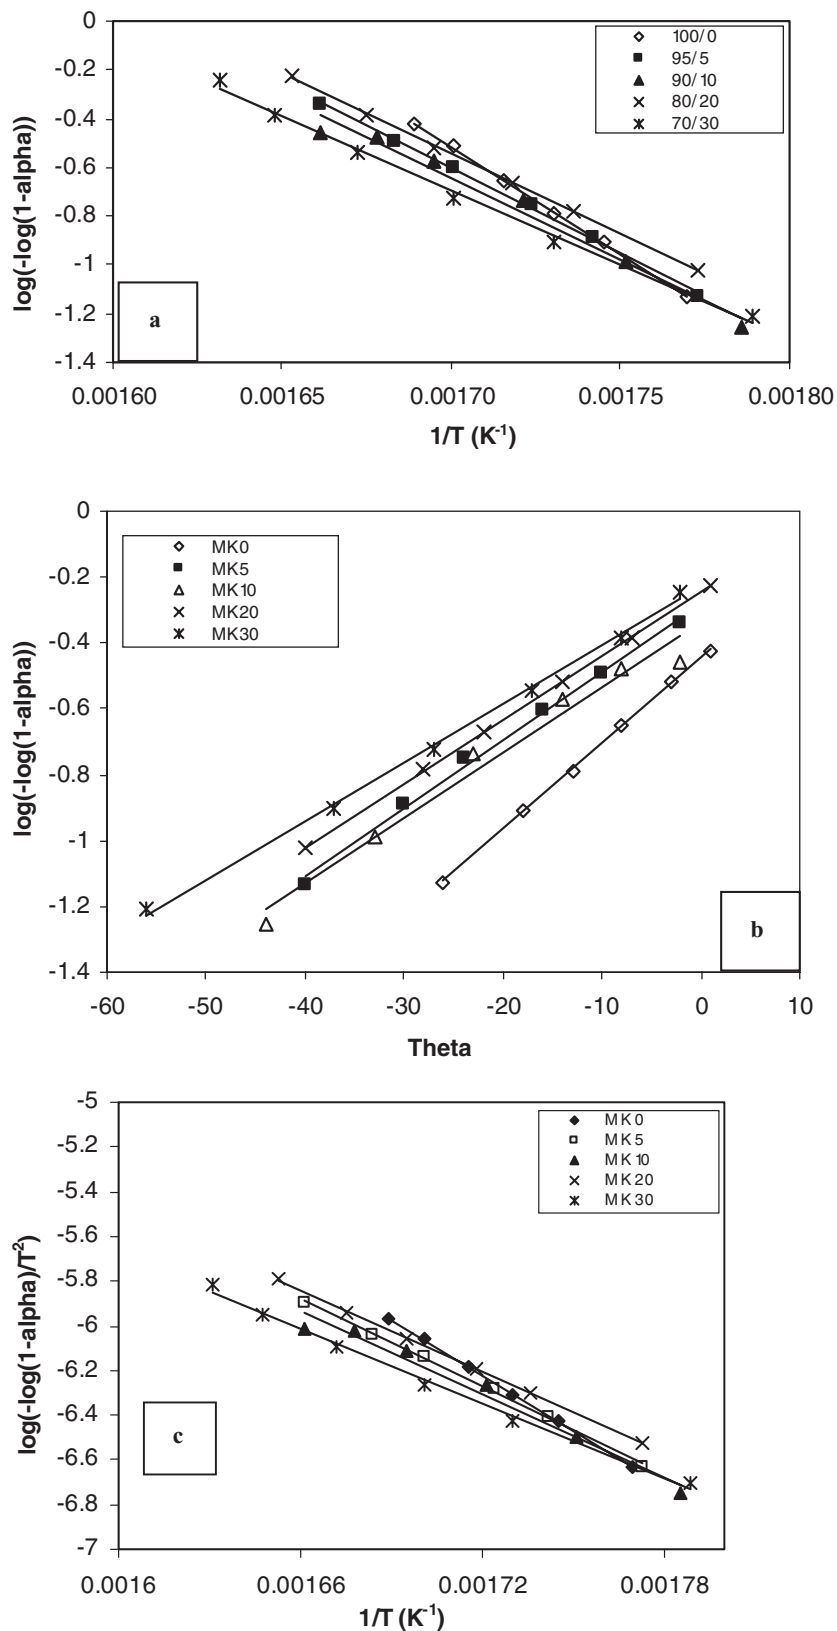 0
-0.2
-0.4
-0.6
-0.8
-1
-1.2
-1.4
log(-log(1-alpha))
100/0
95/5
90/10
80/20
70/30
a
0.00160
0.00165
0.00170
0.00175
0.00180
1/T (K-1)
0
-0.2
-0.4
-0.6
-0.8
-1
-1.2
-1.4
log(-log(1-alpha))
MK0
MK5
MK10
MK20
MK30
b
-60
-50
-40
-30
-20
-10
0
10
Theta
-5
-5.2
-5.4
-5.6
-5.8
-6
-6.2
-6.4
-6.6
-6.8
-7
log(-log(1-alpha)/T2)
MK0
MK5
MK10
MK20
MK30
c
0.0016
0.00166
0.00172
0.00178
1/T (K-1)